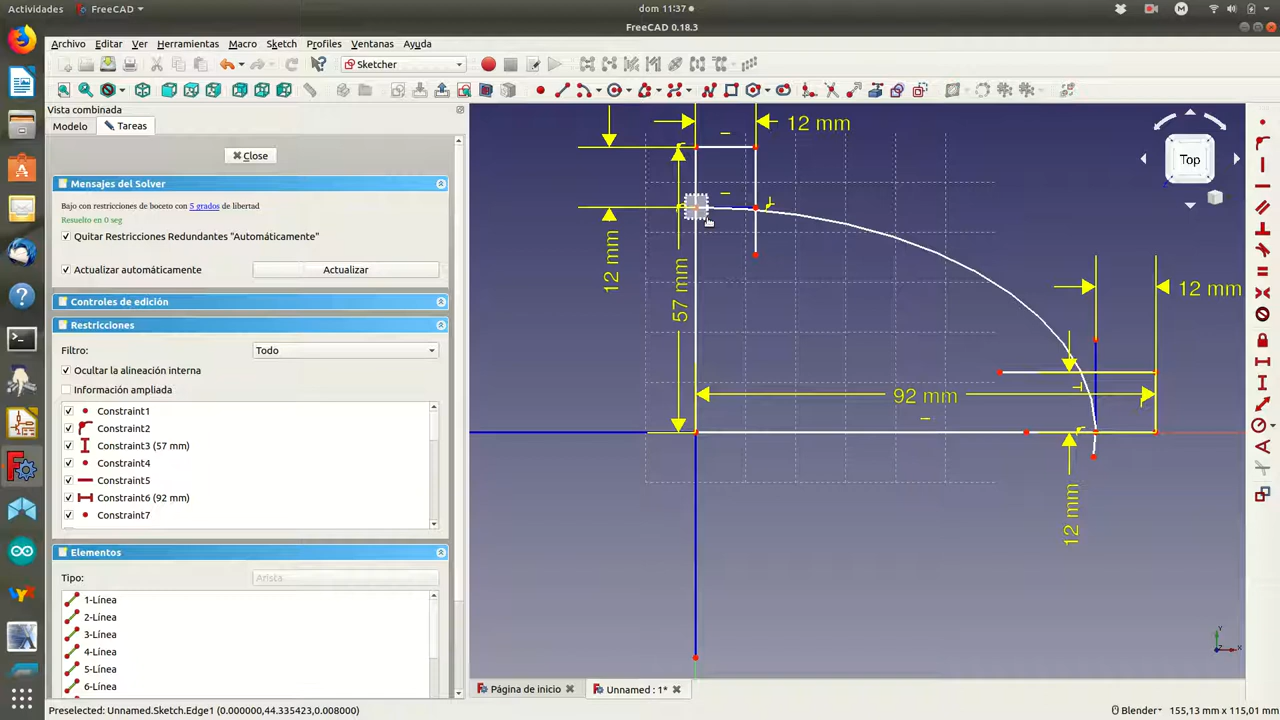 Actividades FreeCAD dom 11:37
FreeCAD 0.18.3
Archivo Editar Ver Herramientas Macro Sketch Profiles Ventanas Ayuda
Sketcher
Vista combinada
Modelo Tareas
Close
Mensajes del Solver
Bajo con restricciones de boceto con 5 grados de libertad
Resuelto en 0 seg
Quitar Restricciones Redundantes "Automáticamente"
Actualizar automáticamente Actualizar
Controles de edición
Restricciones
Filtro: Todo
Ocultar la alineación interna
Información ampliada
Constraint1
Constraint2
Constraint3 (57 mm)
Constraint4
Constraint5
Constraint6 (92 mm)
Constraint7
Elementos
Tipo: Arista
1-Línea
2-Línea
3-Línea
4-Línea
5-Línea
6-Línea
12 mm
12 mm
57 mm
12 mm
92 mm
12 mm
Top
Y
X
Página de inicio Unnamed : 1*
Preselected: Unnamed.Sketch.Edge1 (0.000000,44.335423,0.008000) Blender 155,13 mm x 115,01 mm